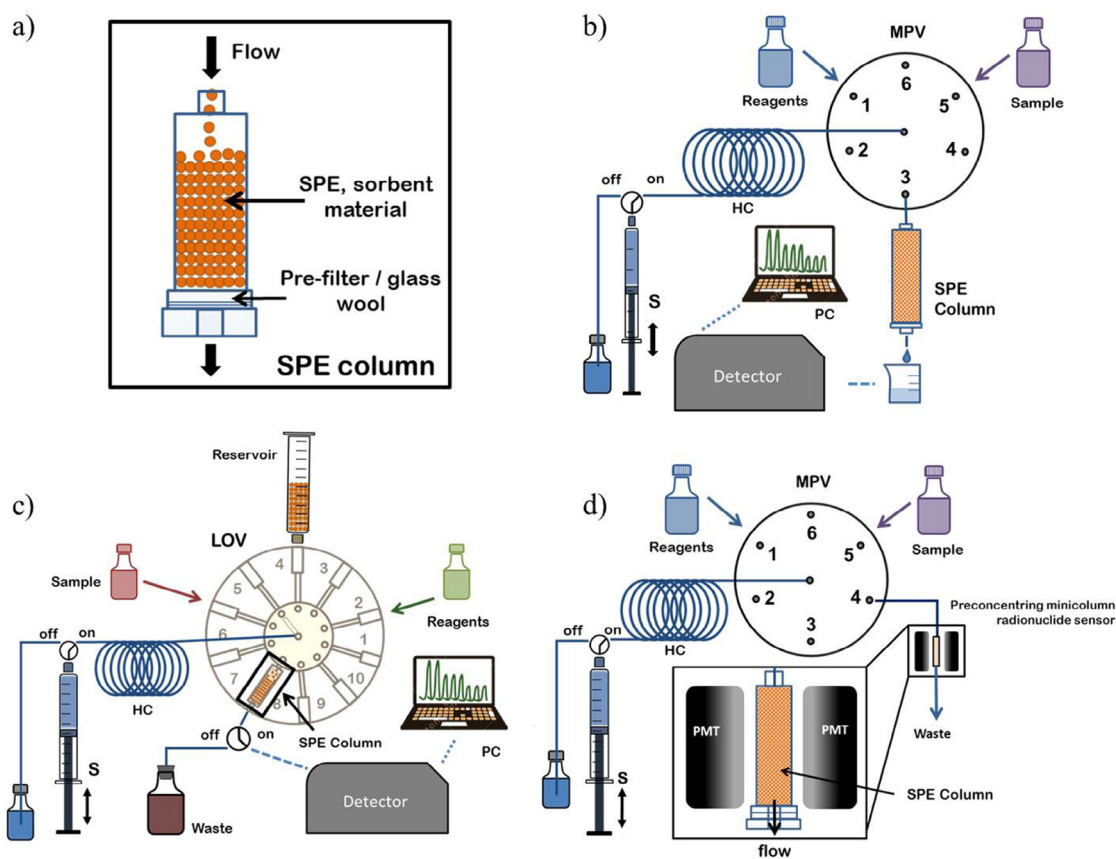 a)
Flow
SPE, sorbent
material
Pre-filter / glass
wool
SPE column
b)
MPV
Reagents
Sample
6
1
5
2
4
3
off
on
HC
S
PC
SPE
Column
Detector
c)
Reservoir
LOV
Sample
Reagents
4
3
5
2
6
1
7
10
8
9
off
on
HC
SPE Column
off
on
PC
S
Waste
Detector
d)
MPV
Reagents
Sample
6
1
5
2
4
3
Preconcentring minicolumn
radionuclide sensor
off
on
HC
Waste
PMT
PMT
S
SPE Column
flow